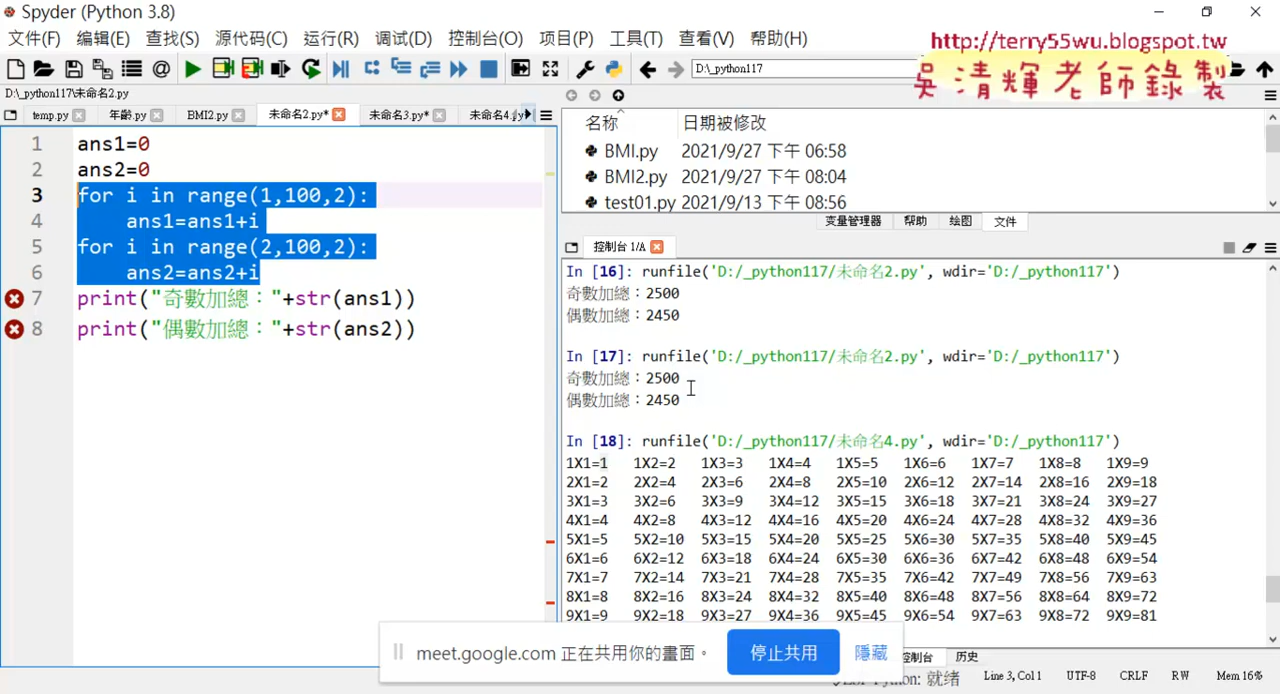 Spyder (Python 3.8)
文件(F) 编辑(E) 查找(S) 源代码(C) 运行(R) 调试(D) 控制台(O) 项目(P) 工具(T) 查看(V) 帮助(H)
http://terry55wu.blogspot.tw
吳清輝老師錄製
D:\_python117
D:\_python117\未命名2.py
temp.py 年齡.py BMI2.py 未命名2.py* 未命名3.py* 未命名4.py
1 ans1=0
2 ans2=0
3 for i in range(1,100,2):
4 ans1=ans1+i
5 for i in range(2,100,2):
6 ans2=ans2+i
7 print("奇數加總："+str(ans1))
8 print("偶數加總："+str(ans2))
名称 日期被修改
BMI.py 2021/9/27 下午 06:58
BMI2.py 2021/9/27 下午 08:04
test01.py 2021/9/13 下午 08:56
变量管理器 帮助 绘图 文件
控制台 1/A
In [16]: runfile('D:/_python117/未命名2.py', wdir='D:/_python117')
奇數加總：2500
偶數加總：2450
In [17]: runfile('D:/_python117/未命名2.py', wdir='D:/_python117')
奇數加總：2500
偶數加總：2450
In [18]: runfile('D:/_python117/未命名4.py', wdir='D:/_python117')
1X1=1 1X2=2 1X3=3 1X4=4 1X5=5 1X6=6 1X7=7 1X8=8 1X9=9
2X1=2 2X2=4 2X3=6 2X4=8 2X5=10 2X6=12 2X7=14 2X8=16 2X9=18
3X1=3 3X2=6 3X3=9 3X4=12 3X5=15 3X6=18 3X7=21 3X8=24 3X9=27
4X1=4 4X2=8 4X3=12 4X4=16 4X5=20 4X6=24 4X7=28 4X8=32 4X9=36
5X1=5 5X2=10 5X3=15 5X4=20 5X5=25 5X6=30 5X7=35 5X8=40 5X9=45
6X1=6 6X2=12 6X3=18 6X4=24 6X5=30 6X6=36 6X7=42 6X8=48 6X9=54
7X1=7 7X2=14 7X3=21 7X4=28 7X5=35 7X6=42 7X7=49 7X8=56 7X9=63
8X1=8 8X2=16 8X3=24 8X4=32 8X5=40 8X6=48 8X7=56 8X8=64 8X9=72
9X1=9 9X2=18 9X3=27 9X4=36 9X5=45 9X6=54 9X7=63 9X8=72 9X9=81
meet.google.com 正在共用你的畫面。 停止共用 隱藏
控制台 历史
Python: 就绪 Line 3, Col 1 UTF-8 CRLF RW Mem 16%